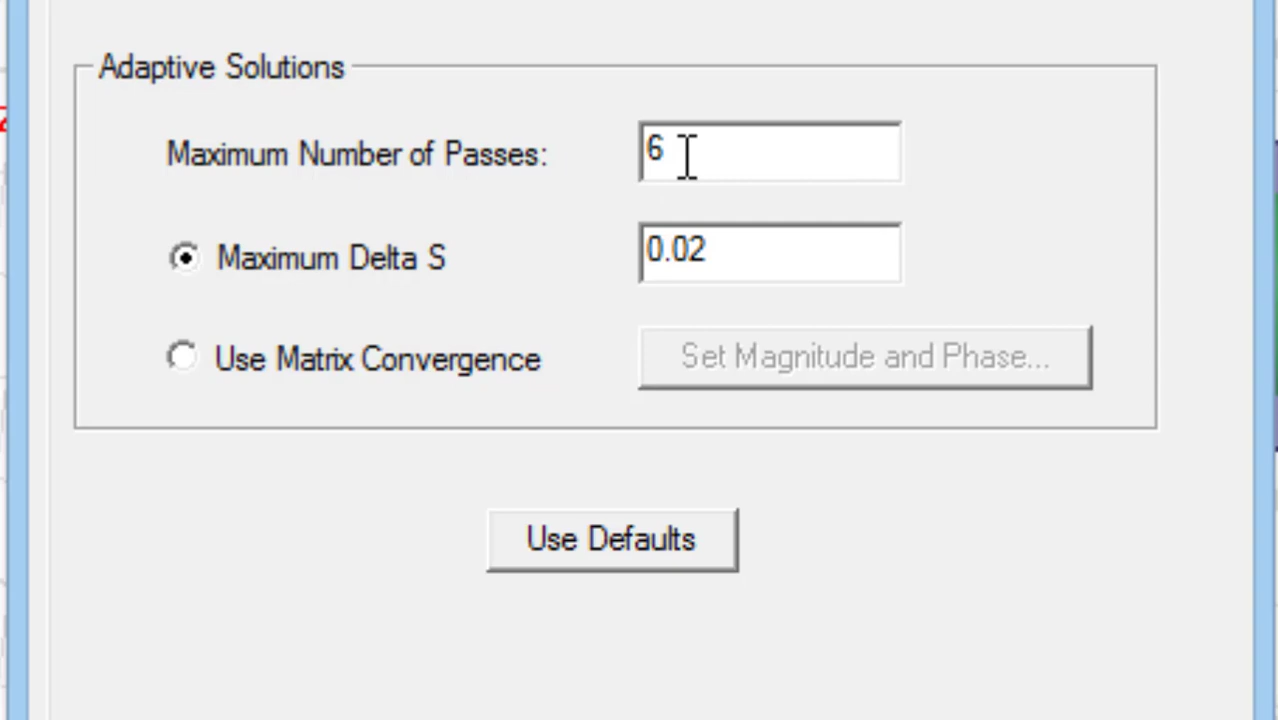 Adaptive Solutions
Maximum Number of Passes: 6
Maximum Delta S 0.02
Use Matrix Convergence Set Magnitude and Phase...
Use Defaults